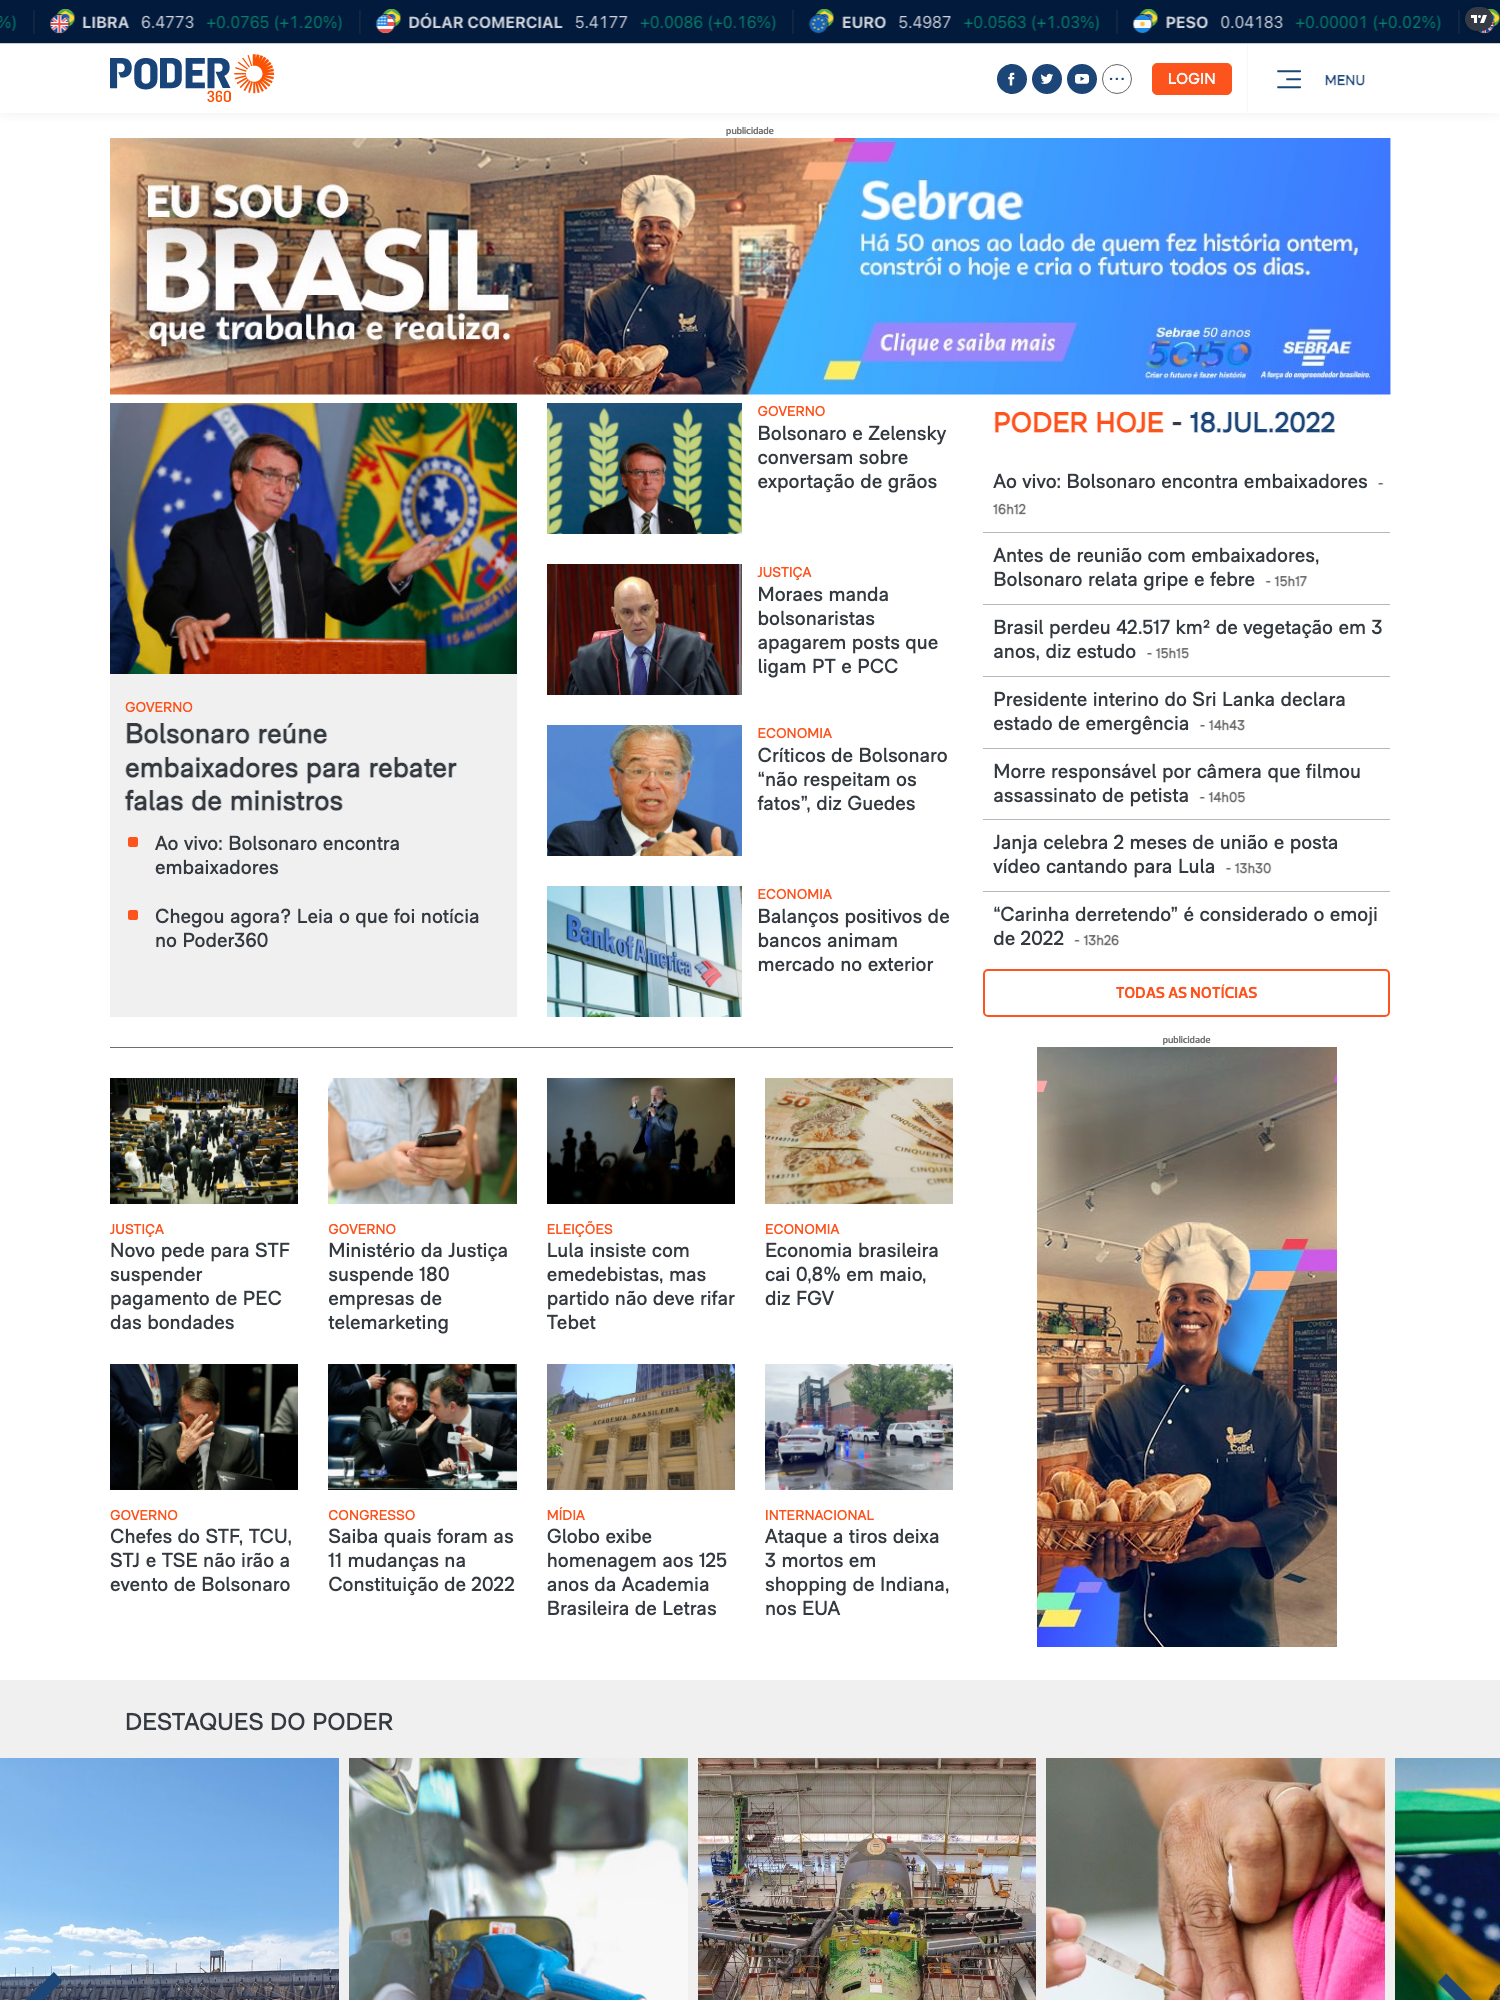 %)
LIBRA 6.4773 +0.0765 (+1.20%)
DÓLAR COMERCIAL 5.4177 +0.0086 (+0.16%)
EURO 5.4987 +0.0563 (+1.03%)
PESO 0.04183 +0.00001 (+0.02%)
PODER
360
LOGIN
MENU
publicidade
EU SOU O
BRASIL
que trabalha e realiza.
Sebrae
Há 50 anos ao lado de quem fez história ontem,
constrói o hoje e cria o futuro todos os dias.
Clique e saiba mais
Sebrae 50 anos
50+50
Criar o futuro é fazer história
SEBRAE
A força do empreendedor brasileiro.
GOVERNO
Bolsonaro reúne
embaixadores para rebater
falas de ministros
Ao vivo: Bolsonaro encontra
embaixadores
Chegou agora? Leia o que foi notícia
no Poder360
GOVERNO
Bolsonaro e Zelensky
conversam sobre
exportação de grãos
JUSTIÇA
Moraes manda
bolsonaristas
apagarem posts que
ligam PT e PCC
ECONOMIA
Críticos de Bolsonaro
“não respeitam os
fatos”, diz Guedes
Bank of America
ECONOMIA
Balanços positivos de
bancos animam
mercado no exterior
PODER HOJE - 18.JUL.2022
Ao vivo: Bolsonaro encontra embaixadores -
16h12
Antes de reunião com embaixadores,
Bolsonaro relata gripe e febre - 15h17
Brasil perdeu 42.517 km² de vegetação em 3
anos, diz estudo - 15h15
Presidente interino do Sri Lanka declara
estado de emergência - 14h43
Morre responsável por câmera que filmou
assassinato de petista - 14h05
Janja celebra 2 meses de união e posta
vídeo cantando para Lula - 13h30
“Carinha derretendo” é considerado o emoji
de 2022 - 13h26
TODAS AS NOTÍCIAS
publicidade
JUSTIÇA
Novo pede para STF
suspender
pagamento de PEC
das bondades
GOVERNO
Ministério da Justiça
suspende 180
empresas de
telemarketing
ELEIÇÕES
Lula insiste com
emedebistas, mas
partido não deve rifar
Tebet
ECONOMIA
Economia brasileira
cai 0,8% em maio,
diz FGV
GOVERNO
Chefes do STF, TCU,
STJ e TSE não irão a
evento de Bolsonaro
CONGRESSO
Saiba quais foram as
11 mudanças na
Constituição de 2022
ACADEMIA BRASILEIRA
MÍDIA
Globo exibe
homenagem aos 125
anos da Academia
Brasileira de Letras
INTERNACIONAL
Ataque a tiros deixa
3 mortos em
shopping de Indiana,
nos EUA
DESTAQUES DO PODER